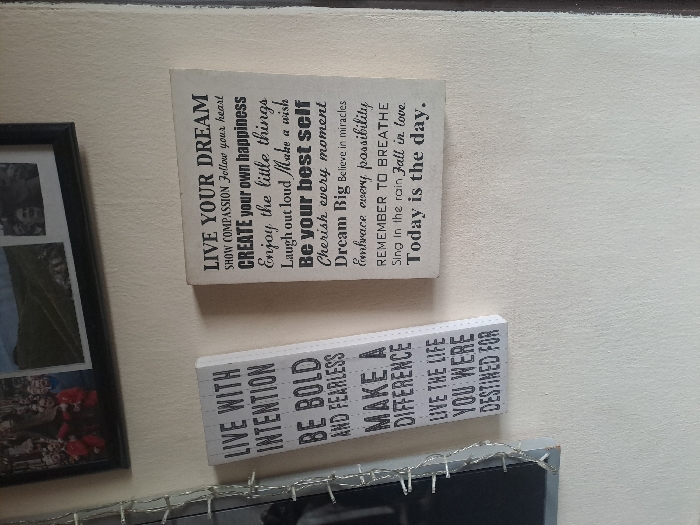 LIVE YOUR DREAM
SHOW COMPASSION Follow your heart
CREATE your own happiness
Enjoy the little things
Laugh out loud Make a wish
Be your best self
Cherish every moment
Dream Big Believe in miracles
Embrace every possibility
REMEMBER TO BREATHE
Sing in the rain Fall in love
Today is the day.
LIVE WITH
INTENTION
BE BOLD
AND FEARLESS
MAKE A
DIFFERENCE
LIVE THE LIFE
YOU WERE
DESTINED FOR